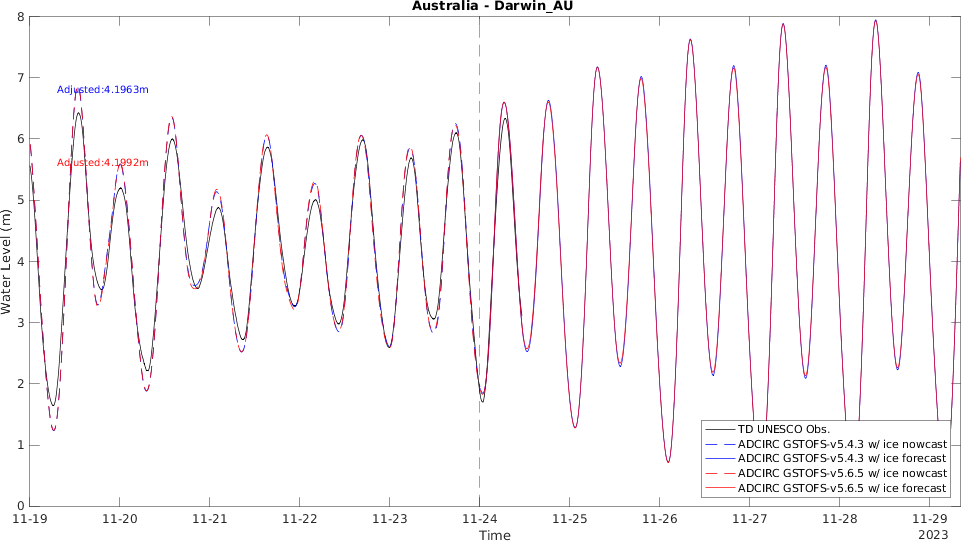 Australia - Darwin_AU
8
7
6
5
4
3
2
1
0
Water Level (m)
Adjusted:4.1963m
Adjusted:4.1992m
TD UNESCO Obs.
ADCIRC GSTOFS-v5.4.3 w/ ice nowcast
ADCIRC GSTOFS-v5.4.3 w/ ice forecast
ADCIRC GSTOFS-v5.6.5 w/ ice nowcast
ADCIRC GSTOFS-v5.6.5 w/ ice forecast
11-19 11-20 11-21 11-22 11-23 11-24 11-25 11-26 11-27 11-28 11-29
Time
2023